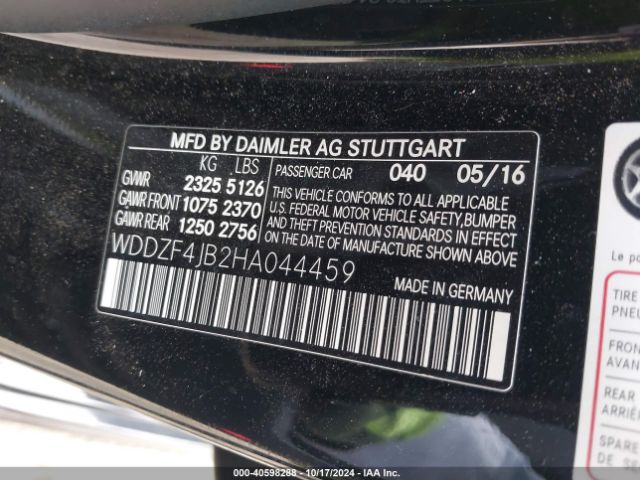 MFD BY DAIMLER AG STUTTGART
KG LBS
GVWR 2325 5126
GAWR FRONT 1075 2370
GAWR REAR 1250 2756
PASSENGER CAR 040 05/16
THIS VEHICLE CONFORMS TO ALL APPLICABLE
U.S. FEDERAL MOTOR VEHICLE SAFETY, BUMPER
AND THEFT PREVENTION STANDARDS IN EFFECT
ON THE DATE OF MANUFACTURE SHOWN ABOVE
WDDZF4JB2HA044459
MADE IN GERMANY
Le po
TIRE
PNEU
FRON
AVAN
REAR
ARRIÈ
SPARE
DE SE
000-40598288 - 10/17/2024 - IAA Inc.